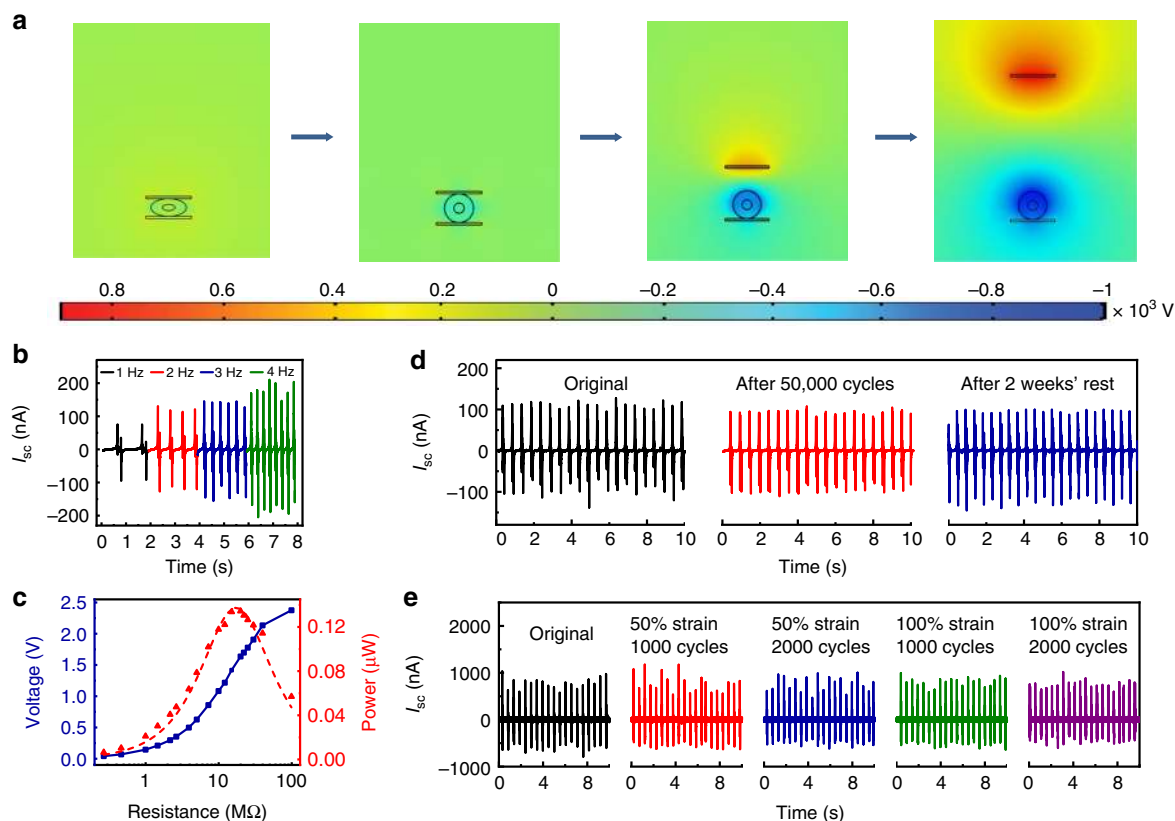 a
0.8 0.6 0.4 0.2 0 −0.2 −0.4 −0.6 −0.8 −1
× 10³ V
b
1 Hz 2 Hz 3 Hz 4 Hz
200
100
0
−100
−200
I_sc (nA)
0 1 2 3 4 5 6 7 8
Time (s)
c
2.5
2.0
1.5
1.0
0.5
0.0
Voltage (V)
0.12
0.08
0.04
0.00
Power (μW)
1 10 100
Resistance (MΩ)
d
Original After 50,000 cycles After 2 weeks' rest
200
100
0
−100
I_sc (nA)
0 2 4 6 8 10 0 2 4 6 8 10 0 2 4 6 8 10
Time (s)
e
Original
50% strain
1000 cycles
50% strain
2000 cycles
100% strain
1000 cycles
100% strain
2000 cycles
2000
1000
0
−1000
I_sc (nA)
0 4 8 0 4 8 0 4 8 0 4 8 0 4 8
Time (s)